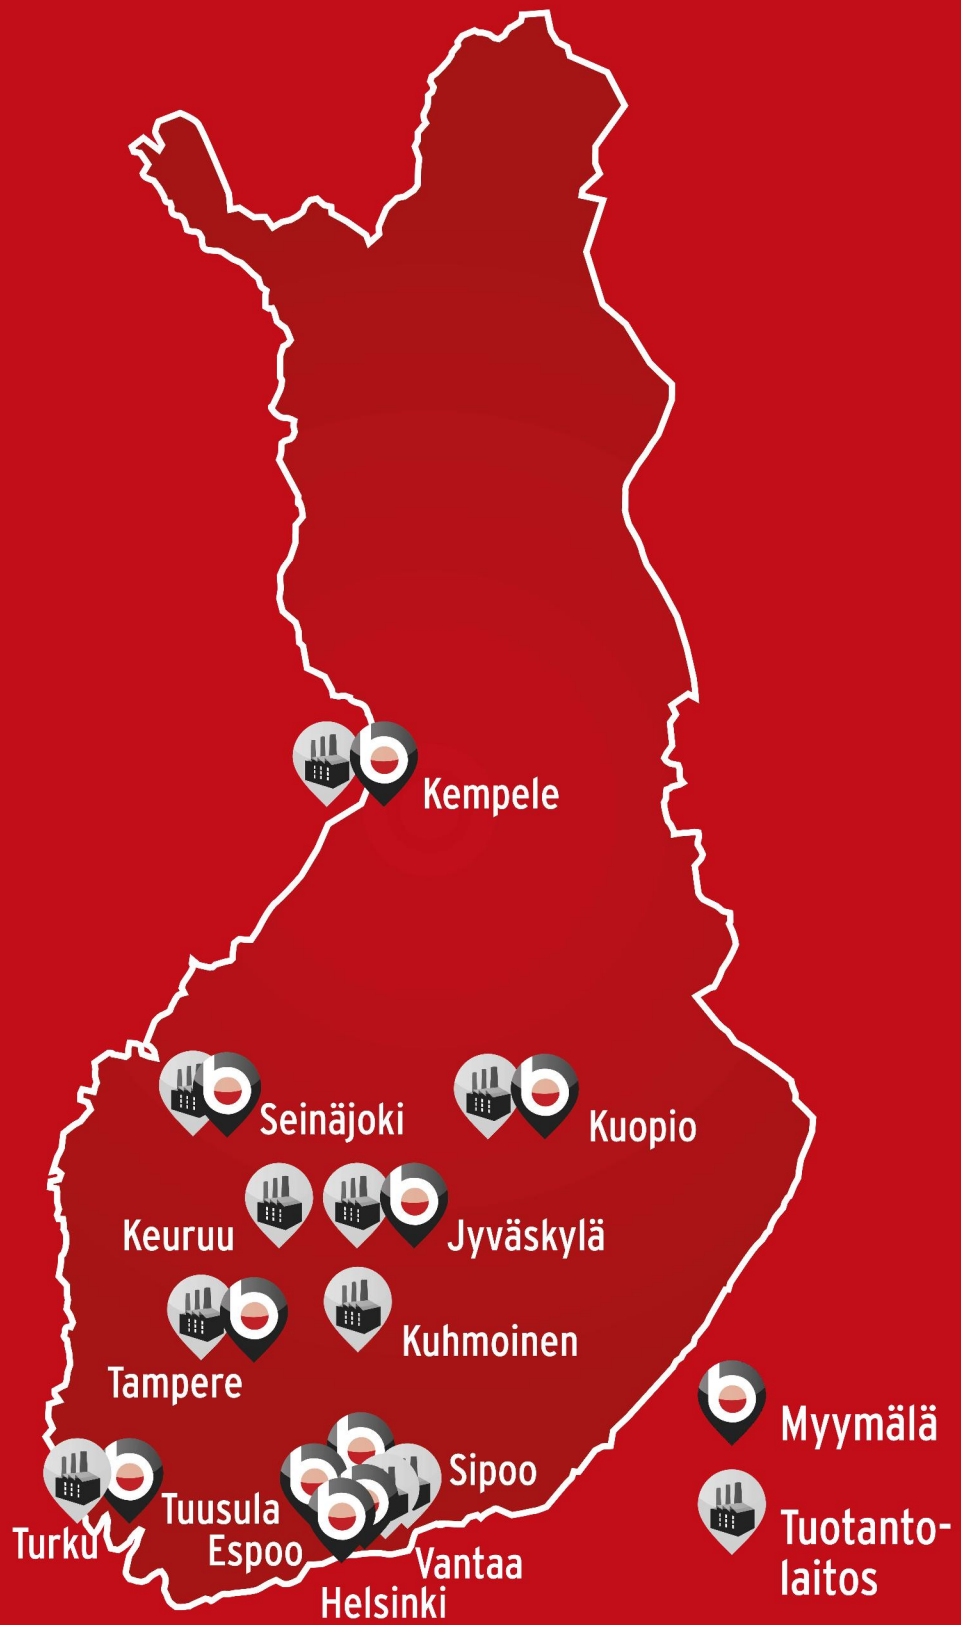 Kempele
Seinäjoki
Kuopio
Keuruu
Jyväskylä
Kuhmoinen
Tampere
Myymälä
Sipoo
Tuusula
Turku
Espoo
Vantaa
Helsinki
Tuotanto-
laitos